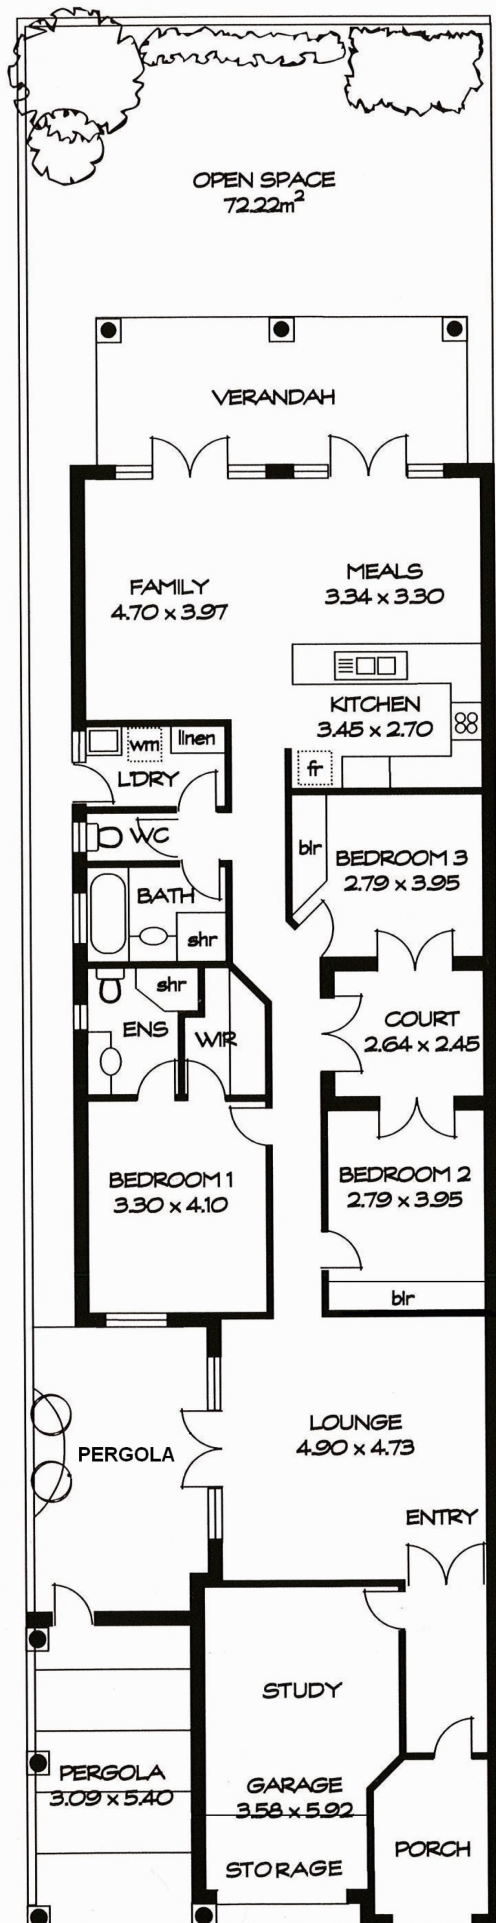 OPEN SPACE
72.22m²
VERANDAH
FAMILY
4.70 x 3.97
MEALS
3.34 x 3.30
KITCHEN
3.45 x 2.70
wm
linen
fr
L'DRY
WC
blr
BEDROOM 3
2.79 x 3.95
BATH
shr
shr
ENS
WIR
COURT
2.64 x 2.45
BEDROOM 1
3.30 x 4.10
BEDROOM 2
2.79 x 3.95
blr
LOUNGE
4.90 x 4.73
PERGOLA
ENTRY
STUDY
PERGOLA
3.09 x 5.40
GARAGE
3.58 x 5.92
PORCH
STORAGE